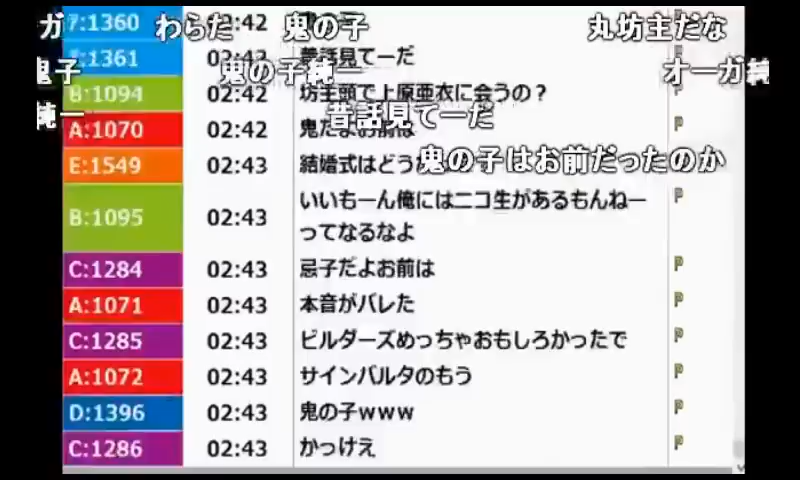 ガ わらた 鬼の子 丸坊主だな
7:1360 02:42
7:1361 02:42 昔話見てーだ P
鬼子 鬼の子純一 オーガ純
B:1094 02:42 坊主頭で上原亜衣に会うの？ P
純一 昔話見てーだ
A:1070 02:42 鬼だよお前は P
鬼の子はお前だったのか
E:1549 02:43 結婚式はどう P
B:1095 02:43 いいもーん俺にはニコ生があるもんねー P
ってなるなよ
C:1284 02:43 忌子だよお前は P
A:1071 02:43 本音がバレた P
C:1285 02:43 ビルダーズめっちゃおもしろかったで P
A:1072 02:43 サインバルタのもう P
D:1396 02:43 鬼の子ｗｗｗ P
C:1286 02:43 かっけえ P